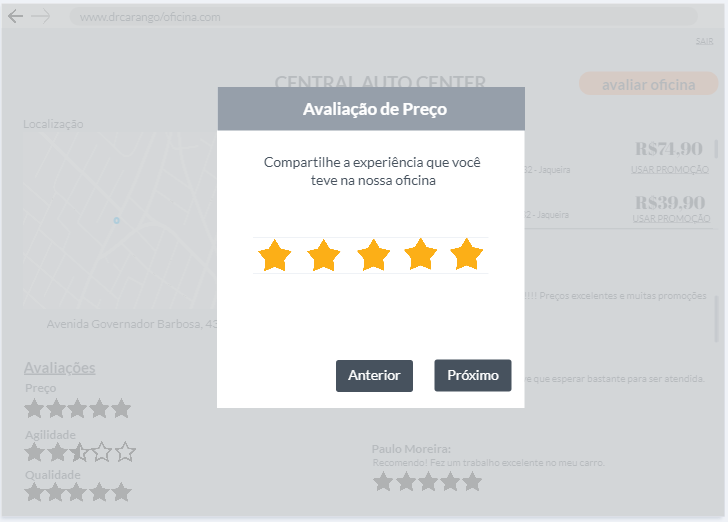 www.drcarango/oficina.com
SAIR
CENTRAL AUTO CENTER
avaliar oficina
Avaliação de Preço
Localização
Compartilhe a experiência que você
teve na nossa oficina
R$74,90
- Jaqueira
USAR PROMOÇÃO
R$39,90
- Jaqueira
USAR PROMOÇÃO
!!!! Preços excelentes e muitas promoções
Avenida Governador Barbosa, 43
Avaliações
Preço
Anterior
Próximo
e que esperar bastante para ser atendida.
Agilidade
Paulo Moreira:
Recomendo! Fez um trabalho excelente no meu carro.
Qualidade